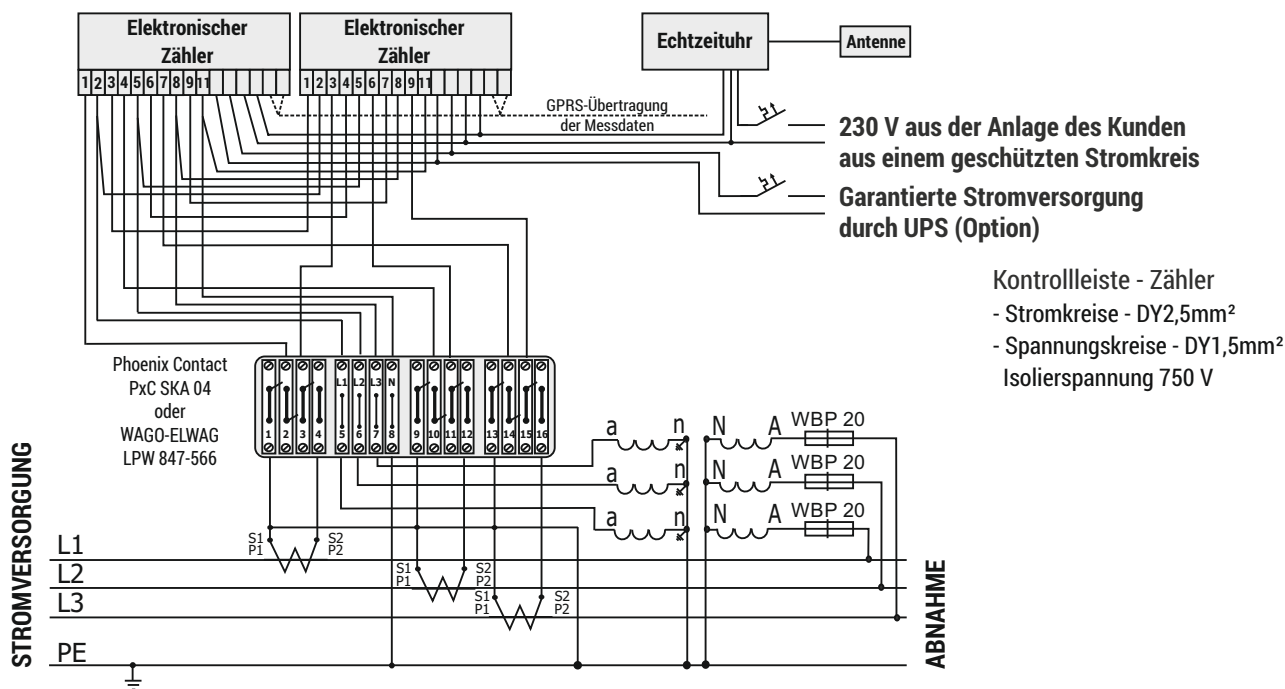 Elektronischer
Zähler
1 2 3 4 5 6 7 8 9 11
Elektronischer
Zähler
1 2 3 4 5 6 7 8 9 11
Echtzeituhr
Antenne
GPRS-Übertragung
der Messdaten
230 V aus der Anlage des Kunden
aus einem geschützten Stromkreis
Garantierte Stromversorgung
durch UPS (Option)
Kontrollleiste - Zähler
- Stromkreise - DY2,5mm²
- Spannungskreise - DY1,5mm²
Isolierspannung 750 V
Phoenix Contact
PxC SKA 04
oder
WAGO-ELWAG
LPW 847-566
L1 L2 L3 N
1 2 3 4 5 6 7 8 9 10 11 12 13 14 15 16
a n N A WBP 20
a n N A WBP 20
a n N A WBP 20
STROMVERSORGUNG
L1
S1 S2
P1 P2
L2
S1 S2
P1 P2
L3
S1 S2
P1 P2
PE
ABNAHME